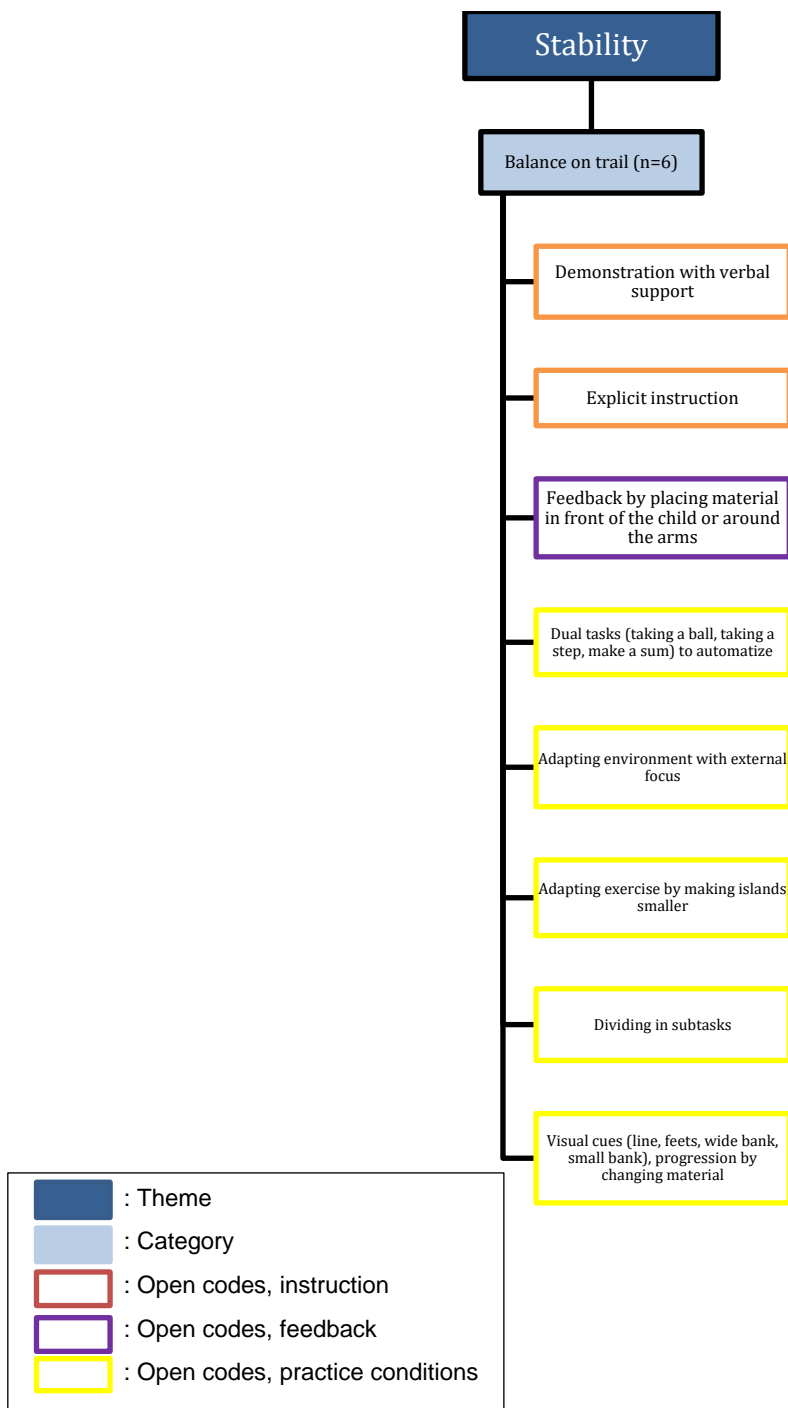 Stability
Balance on trail (n=6)
Demonstration with verbal
support
Explicit instruction
Feedback by placing material
in front of the child or around
the arms
Dual tasks (taking a ball, taking a
step, make a sum) to automatize
Adapting environment with external
focus
Adapting exercise by making islands
smaller
Dividing in subtasks
Visual cues (line, feets, wide bank,
small bank), progression by
changing material
: Theme
: Category
: Open codes, instruction
: Open codes, feedback
: Open codes, practice conditions